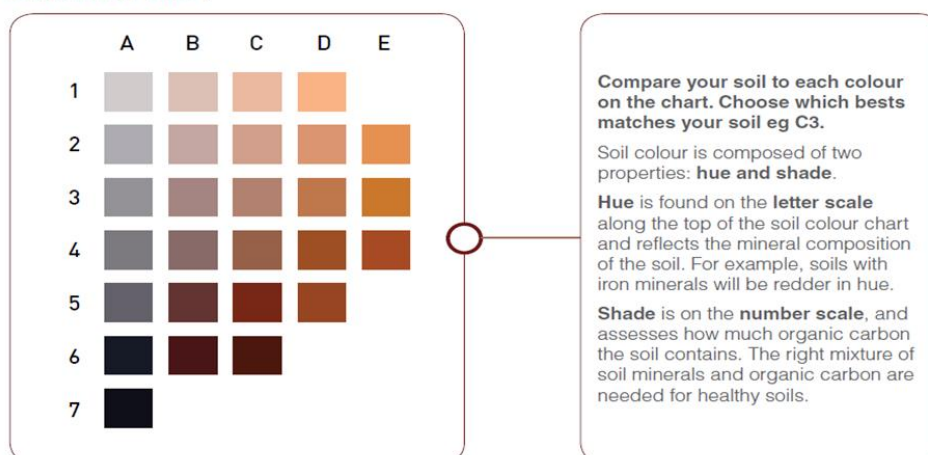 A B C D E
1
2
3
4
5
6
7
Compare your soil to each colour
on the chart. Choose which bests
matches your soil eg C3.
Soil colour is composed of two
properties: hue and shade.
Hue is found on the letter scale
along the top of the soil colour chart
and reflects the mineral composition
of the soil. For example, soils with
iron minerals will be redder in hue.
Shade is on the number scale, and
assesses how much organic carbon
the soil contains. The right mixture of
soil minerals and organic carbon are
needed for healthy soils.